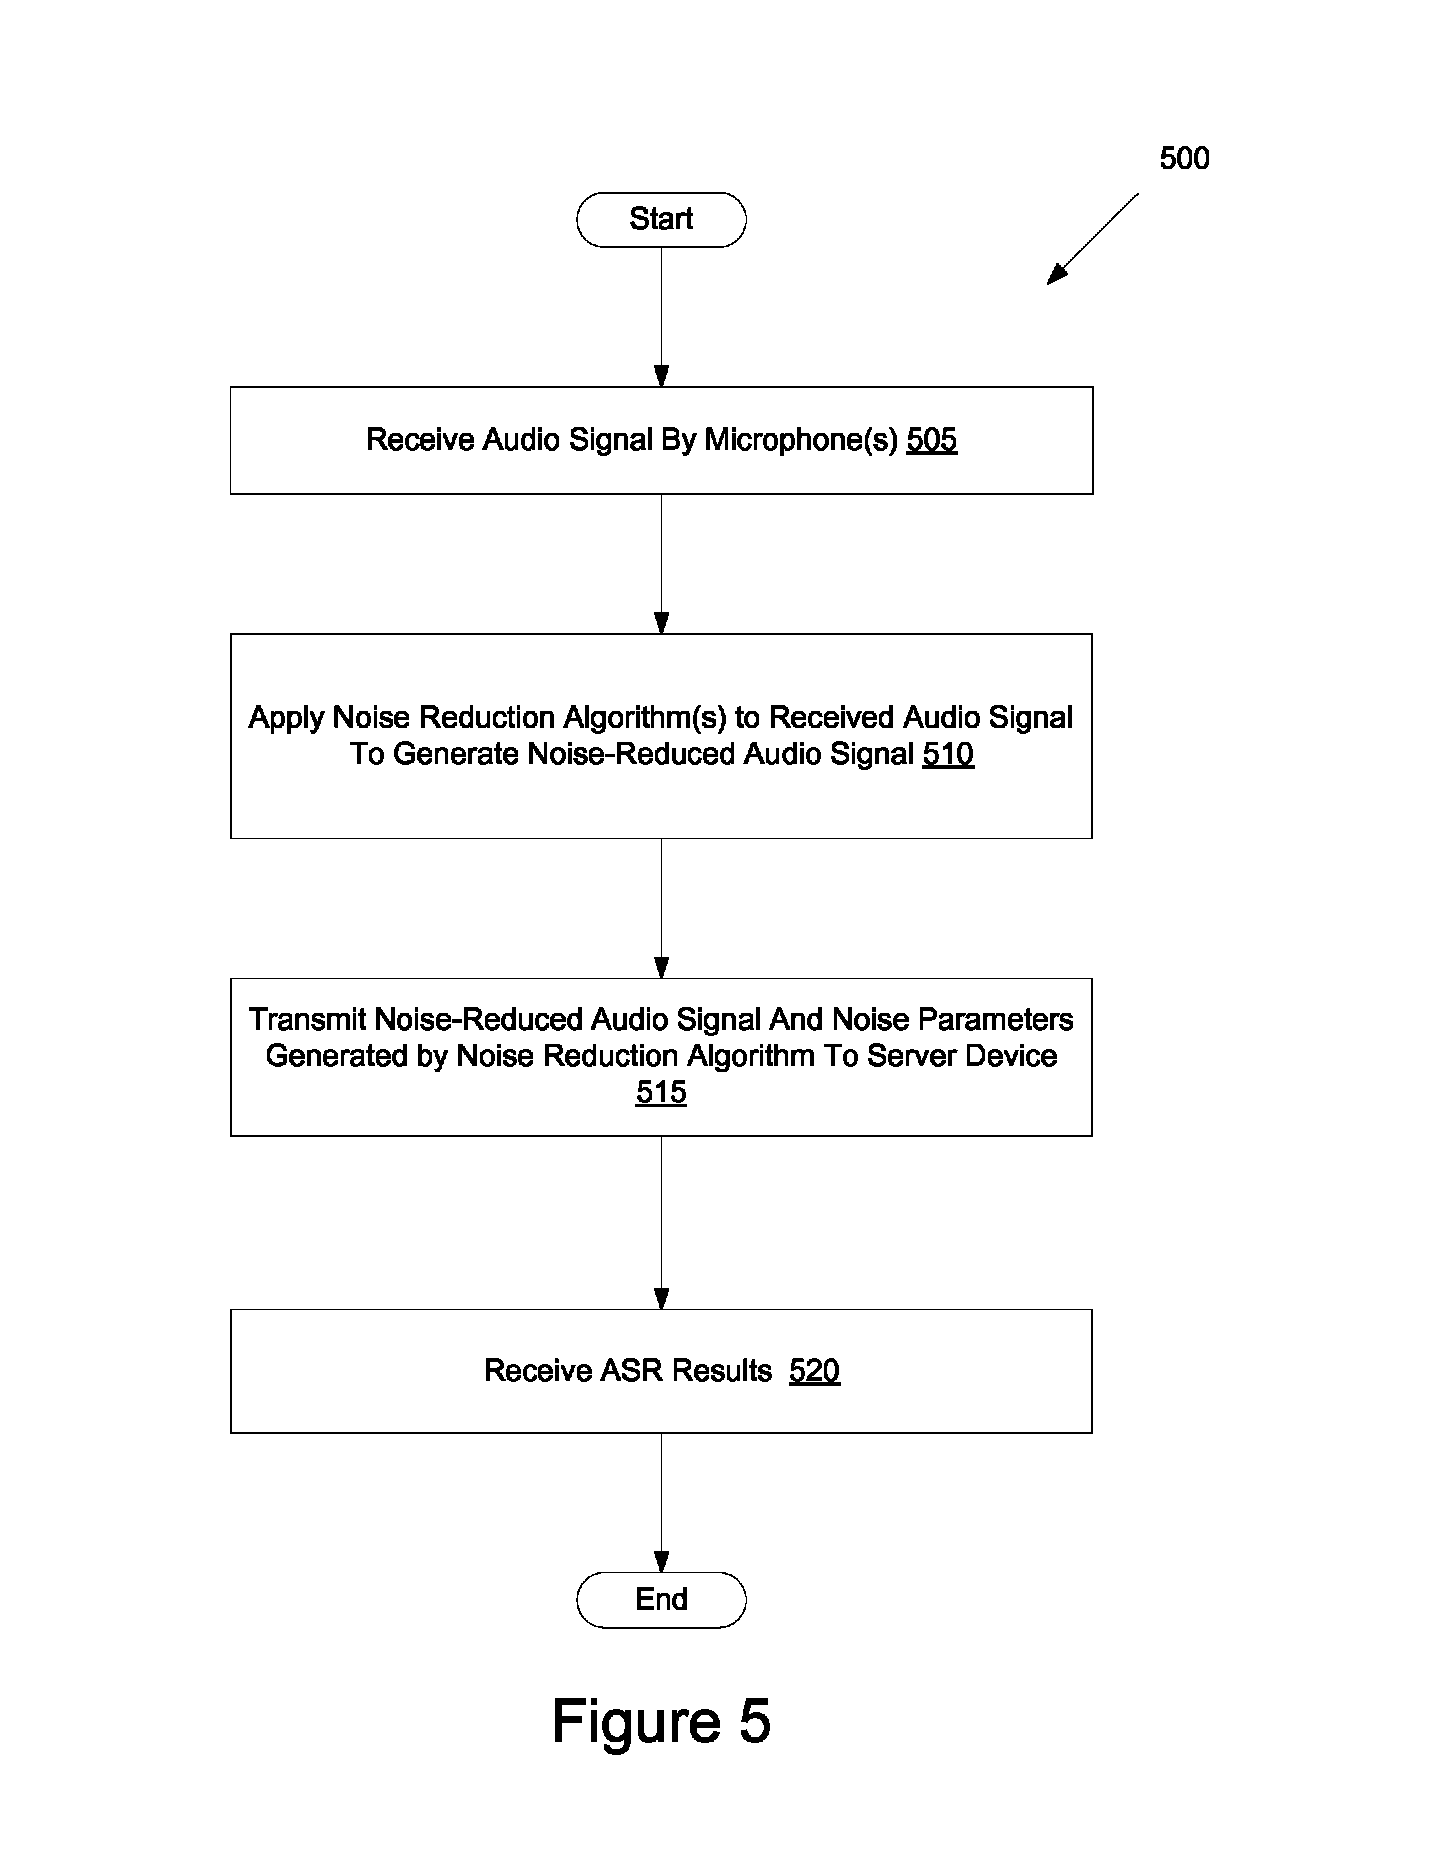 500
Start
Receive Audio Signal By Microphone(s) 505
Apply Noise Reduction Algorithm(s) to Received Audio Signal
To Generate Noise-Reduced Audio Signal 510
Transmit Noise-Reduced Audio Signal And Noise Parameters
Generated by Noise Reduction Algorithm To Server Device
515
Receive ASR Results 520
End
Figure 5